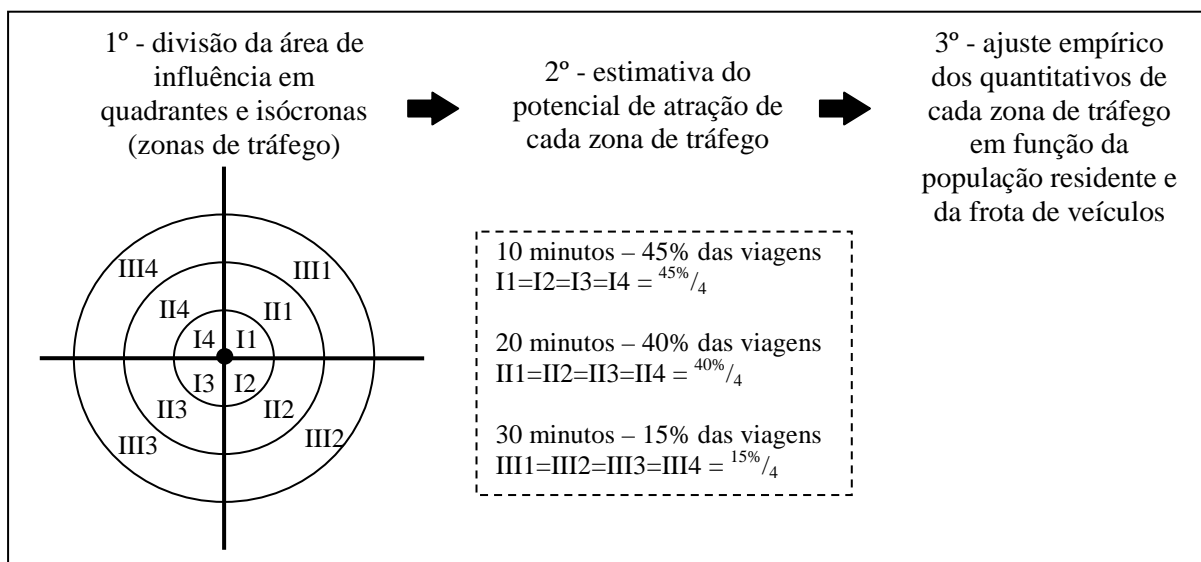 1º - divisão da área de
influência em
quadrantes e isócronas
(zonas de tráfego)
2º - estimativa do
potencial de atração de
cada zona de tráfego
3º - ajuste empírico
dos quantitativos de
cada zona de tráfego
em função da
população residente e
da frota de veículos
III4
III1
II4
II1
I4
I1
I3
I2
II3
II2
III3
III2
10 minutos – 45% das viagens
I1=I2=I3=I4 = 45%/4
20 minutos – 40% das viagens
II1=II2=II3=II4 = 40%/4
30 minutos – 15% das viagens
III1=III2=III3=III4 = 15%/4